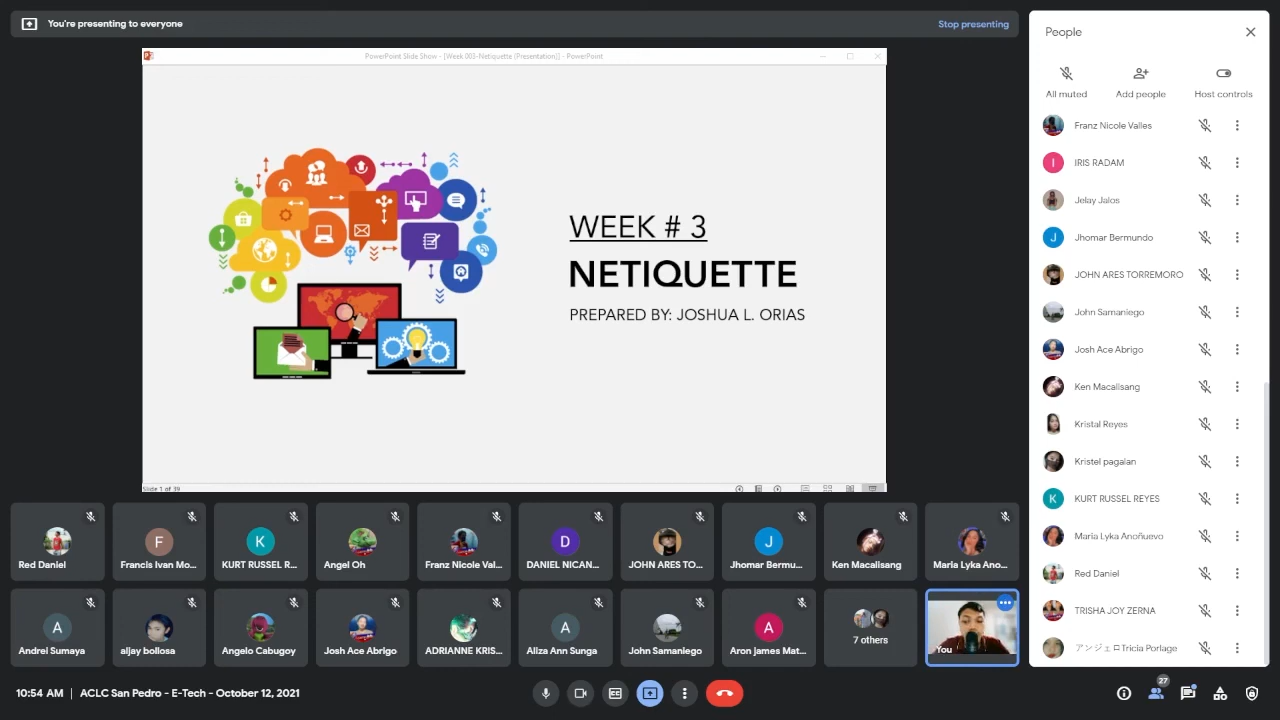 You're presenting to everyone
Stop presenting
PowerPoint Slide Show - [Week 003-Netiquette (Presentation)] - PowerPoint
WEEK # 3
NETIQUETTE
PREPARED BY: JOSHUA L. ORIAS
Slide 1 of 39
Red Daniel
F
Francis Ivan Mo...
K
KURT RUSSEL R...
Angel Oh
Franz Nicole Val...
D
DANIEL NICAN...
JOHN ARES TO...
J
Jhomar Bermu...
Ken Macalisang
Maria Lyka Ano...
A
Andrei Sumaya
aljay bollosa
Angelo Cabugoy
Josh Ace Abrigo
ADRIANNE KRIS...
A
Aliza Ann Sunga
John Samaniego
A
Aron james Mat...
7 others
You
10:54 AM | ACLC San Pedro - E-Tech - October 12, 2021
People
All muted
Add people
Host controls
Franz Nicole Valles
I
IRIS RADAM
Jelay Jalos
J
Jhomar Bermundo
JOHN ARES TORREMORO
John Samaniego
Josh Ace Abrigo
Ken Macalisang
Kristal Reyes
Kristel pagalan
K
KURT RUSSEL REYES
Maria Lyka Anoñuevo
Red Daniel
TRISHA JOY ZERNA
アンジェロTricia Porlage
27